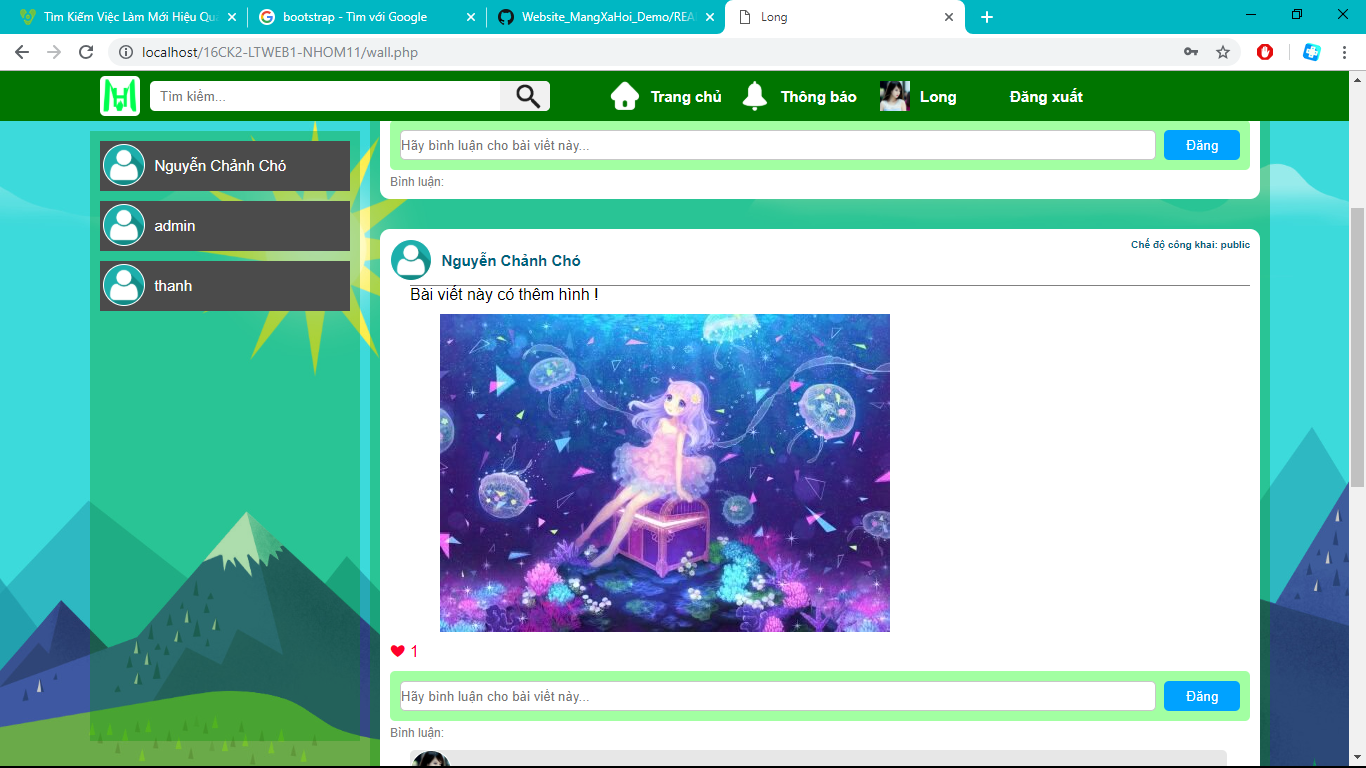 Tìm Kiếm Việc Làm Mới Hiệu Qu
bootstrap - Tìm với Google
Website_MangXaHoi_Demo/REA
Long
localhost/16CK2-LTWEB1-NHOM11/wall.php
Tìm kiếm...
Trang chủ
Thông báo
Long
Đăng xuất
Nguyễn Chảnh Chó
admin
thanh
Hãy bình luận cho bài viết này...
Đăng
Bình luận:
Nguyễn Chảnh Chó
Chế độ công khai: public
Bài viết này có thêm hình !
1
Hãy bình luận cho bài viết này...
Đăng
Bình luận: